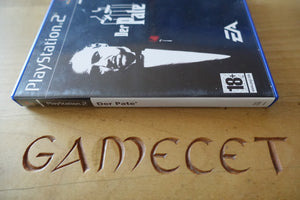 PlayStation 2
Der Pate
EA
18+
PlayStation 2
Der Pate
GAMECET